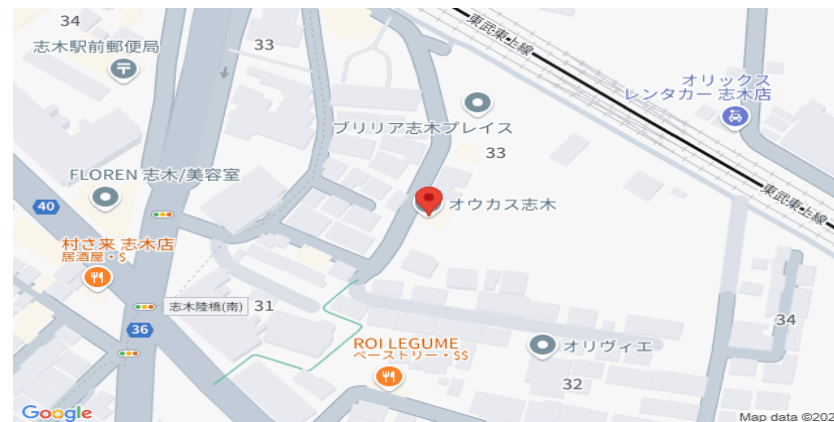 34
志木駅前郵便局
33
東武東上線
オリックス
レンタカー 志木店
ブリリア志木プレイス
33
FLOREN 志木/美容室
40
オウカス志木
東武東上線
村さ来 志木店
居酒屋・$
志木陸橋(南)
31
36
34
ROI LEGUME
ペーストリー・$$
オリヴィエ
32
Google
Map data ©202